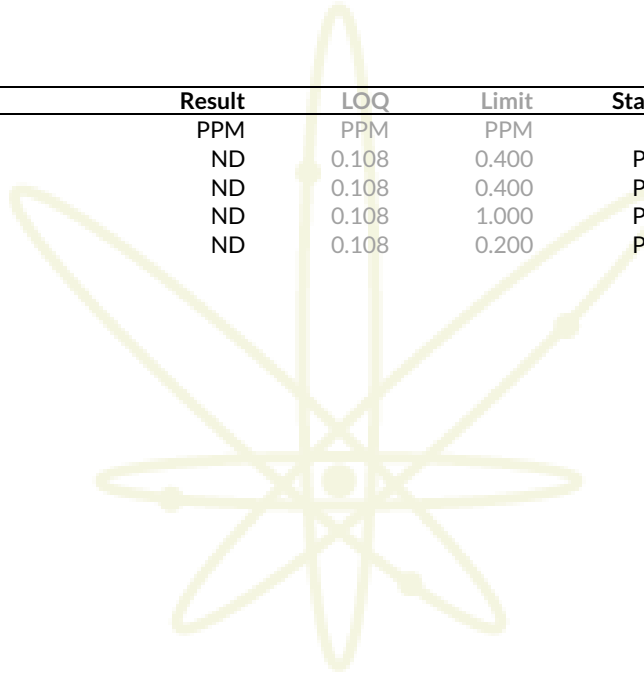 Result LOQ Limit Sta
PPM PPM PPM
ND 0.108 0.400 P
ND 0.108 0.400 P
ND 0.108 1.000 P
ND 0.108 0.200 P